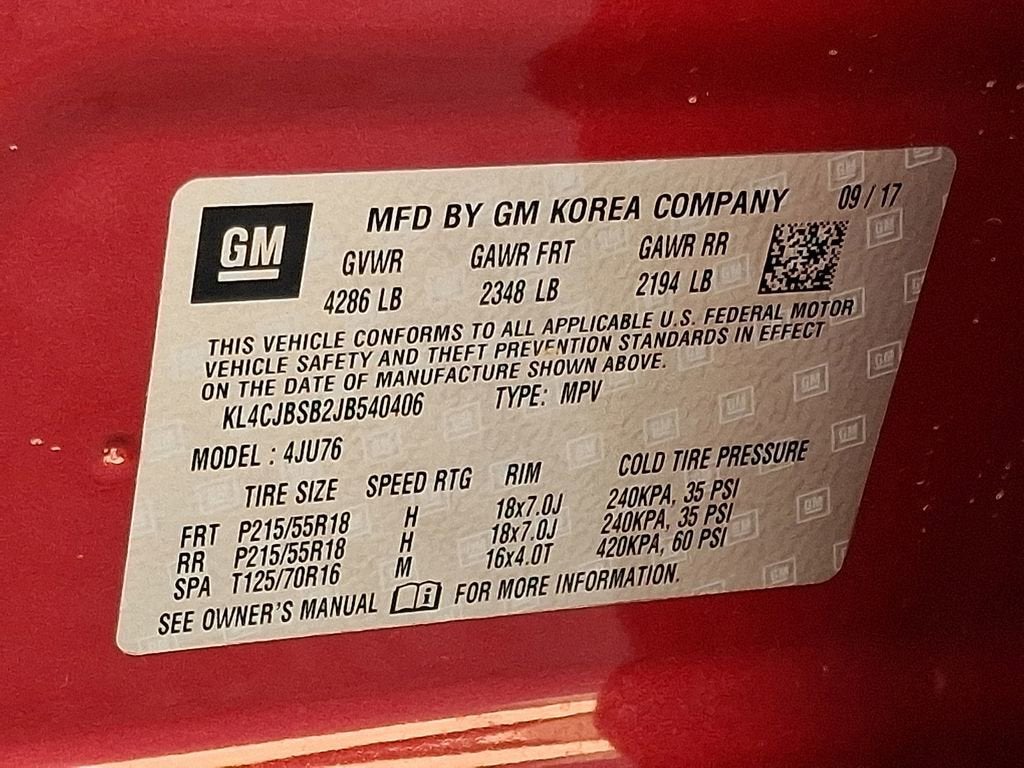 MFD BY GM KOREA COMPANY 09 / 17
GM
GVWR GAWR FRT GAWR RR
4286 LB 2348 LB 2194 LB
THIS VEHICLE CONFORMS TO ALL APPLICABLE U.S. FEDERAL MOTOR
VEHICLE SAFETY AND THEFT PREVENTION STANDARDS IN EFFECT
ON THE DATE OF MANUFACTURE SHOWN ABOVE.
KL4CJBSB2JB540406 TYPE: MPV
MODEL : 4JU76
TIRE SIZE SPEED RTG RIM COLD TIRE PRESSURE
FRT P215/55R18 H 18x7.0J 240KPA, 35 PSI
RR P215/55R18 H 18x7.0J 240KPA, 35 PSI
SPA T125/70R16 M 16x4.0T 420KPA, 60 PSI
SEE OWNER'S MANUAL i FOR MORE INFORMATION.